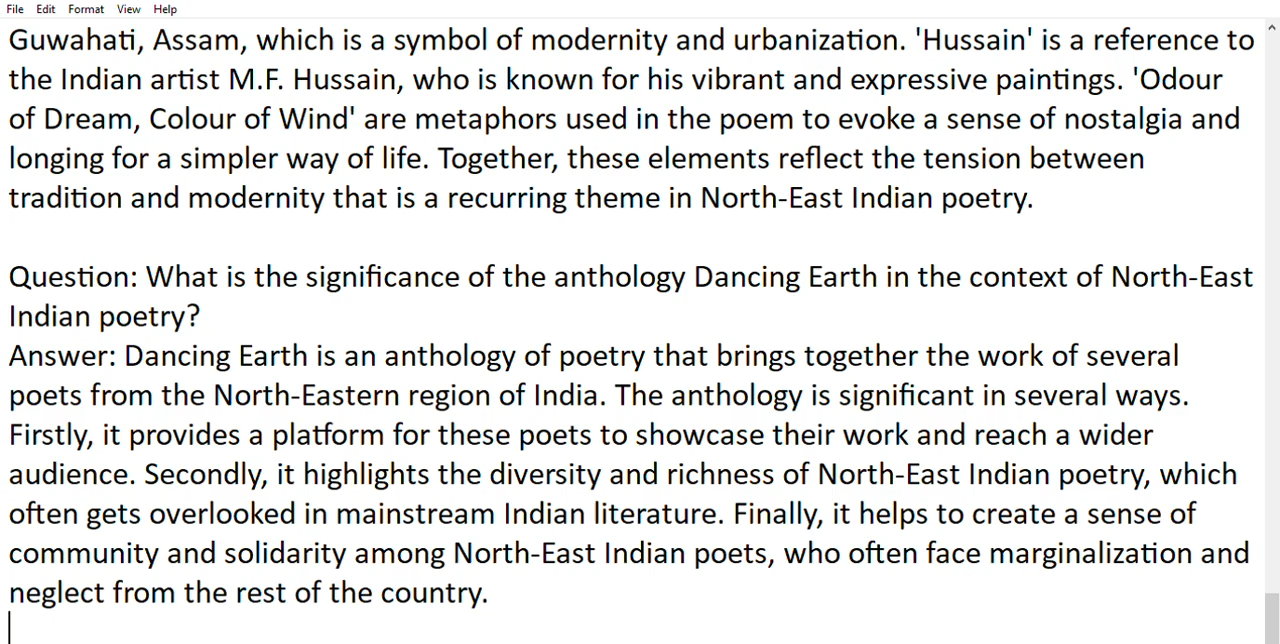 File Edit Format View Help
Guwahati, Assam, which is a symbol of modernity and urbanization. 'Hussain' is a reference to
the Indian artist M.F. Hussain, who is known for his vibrant and expressive paintings. 'Odour
of Dream, Colour of Wind' are metaphors used in the poem to evoke a sense of nostalgia and
longing for a simpler way of life. Together, these elements reflect the tension between
tradition and modernity that is a recurring theme in North-East Indian poetry.
Question: What is the significance of the anthology Dancing Earth in the context of North-East
Indian poetry?
Answer: Dancing Earth is an anthology of poetry that brings together the work of several
poets from the North-Eastern region of India. The anthology is significant in several ways.
Firstly, it provides a platform for these poets to showcase their work and reach a wider
audience. Secondly, it highlights the diversity and richness of North-East Indian poetry, which
often gets overlooked in mainstream Indian literature. Finally, it helps to create a sense of
community and solidarity among North-East Indian poets, who often face marginalization and
neglect from the rest of the country.